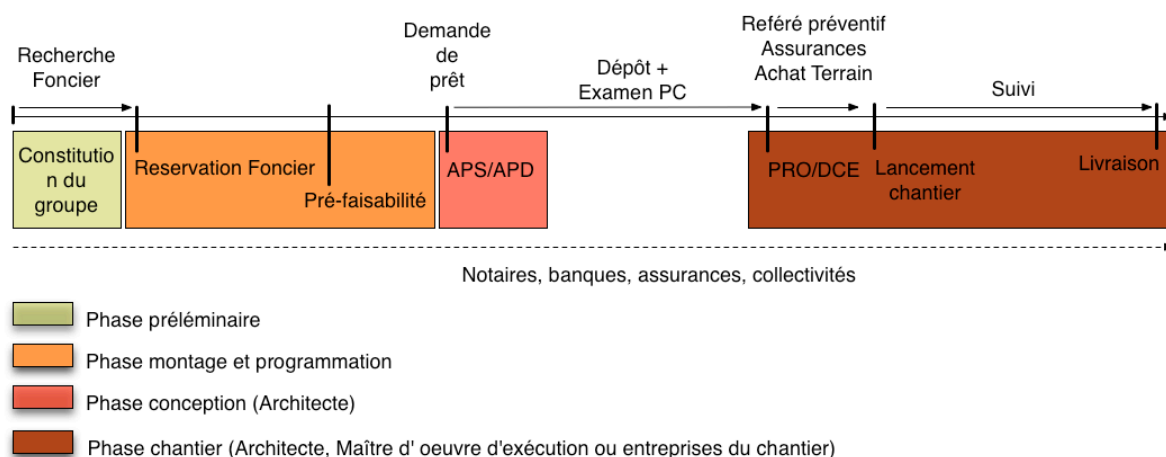 Recherche
Foncier
Demande
de
prêt
Dépôt +
Examen PC
Reféré préventif
Assurances
Achat Terrain
Suivi
Constitutio
n du
groupe
Reservation Foncier
Pré-faisabilité
APS/APD
PRO/DCE
Lancement
chantier
Livraison
Notaires, banques, assurances, collectivités
Phase préléminaire
Phase montage et programmation
Phase conception (Architecte)
Phase chantier (Architecte, Maître d' oeuvre d'exécution ou entreprises du chantier)